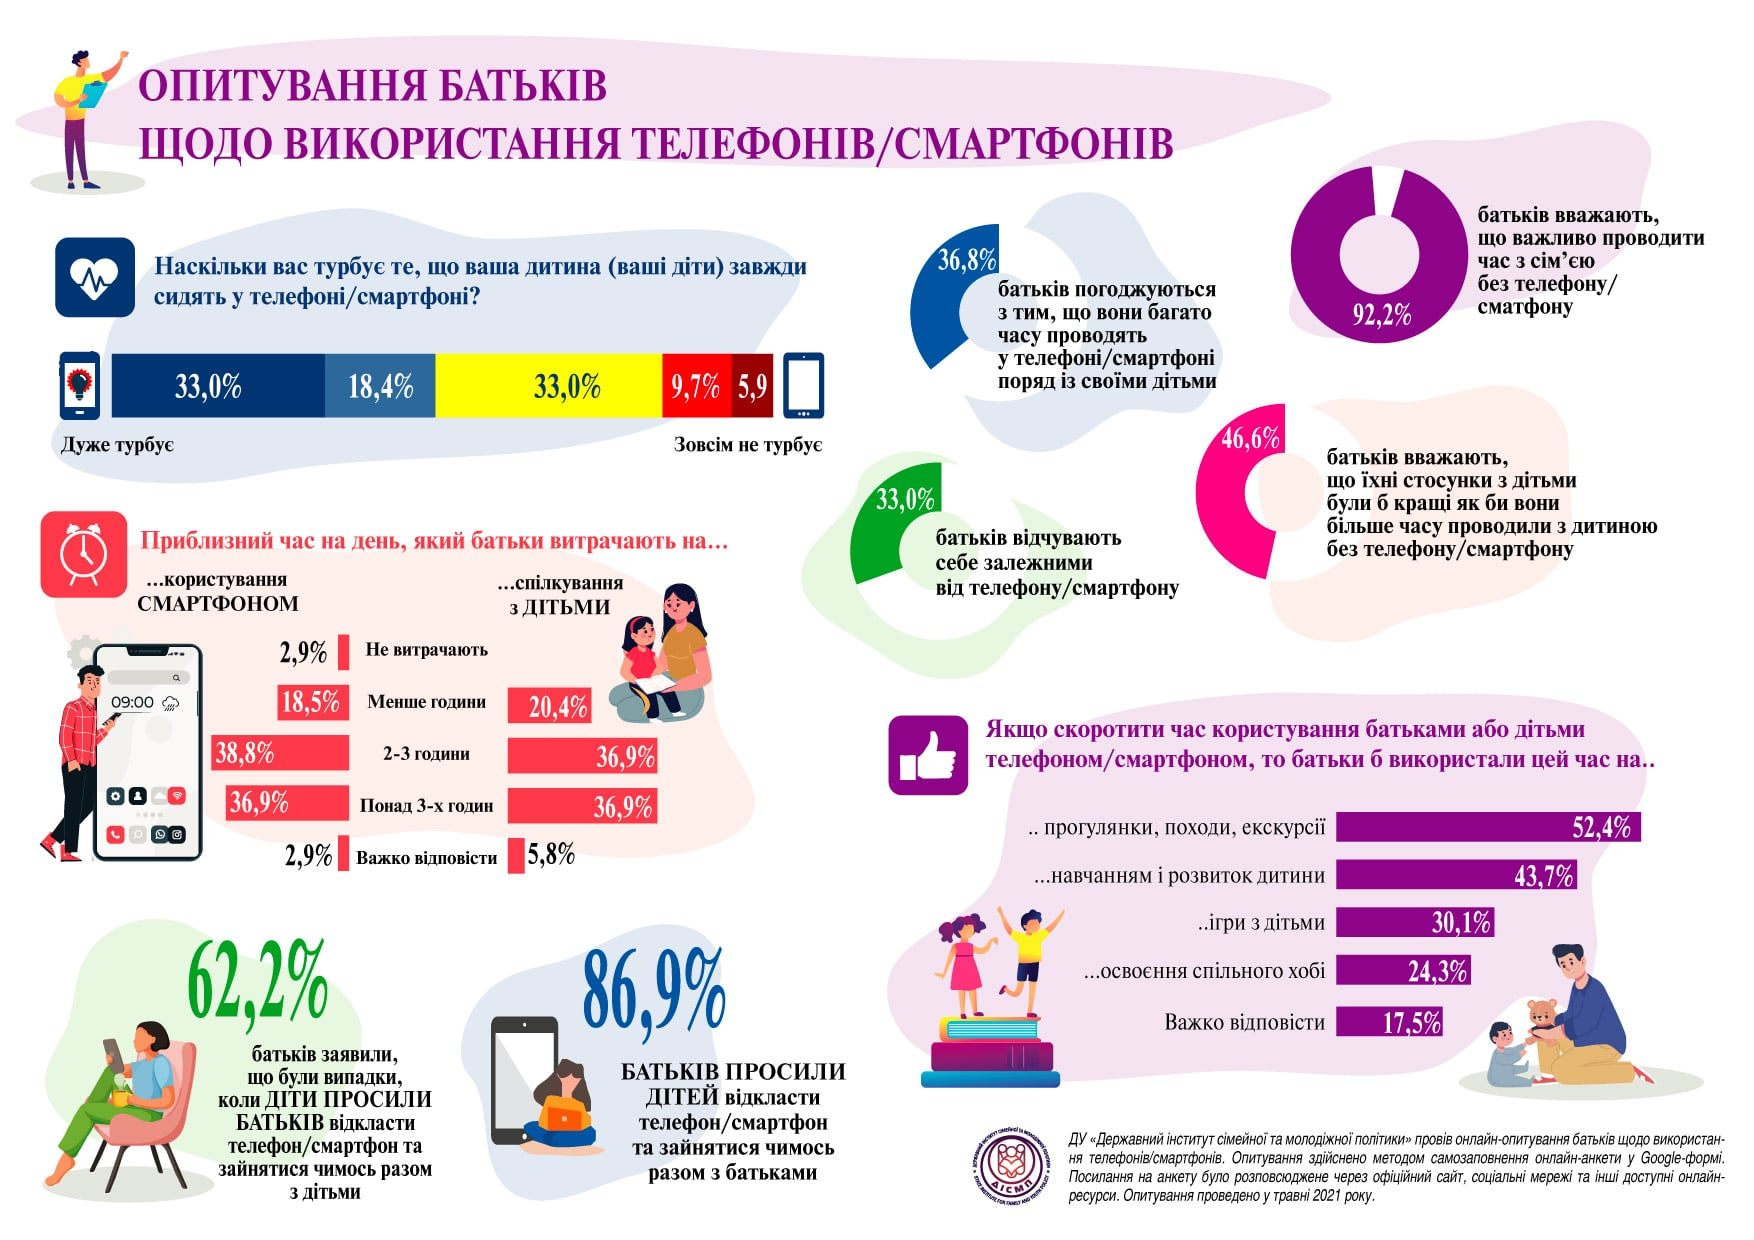 ОПИТУВАННЯ БАТЬКІВ
ЩОДО ВИКОРИСТАННЯ ТЕЛЕФОНІВ/СМАРТФОНІВ
Наскільки вас турбує те, що ваша дитина (ваші діти) завжди
сидять у телефоні/смартфоні?
33,0% 18,4% 33,0% 9,7% 5,9
Дуже турбує
Зовсім не турбує
36,8%
батьків погоджуються
з тим, що вони багато
часу проводять
у телефоні/смартфоні
поряд із своїми дітьми
92,2%
батьків вважають,
що важливо проводити
час з сім’єю
без телефону/
сматфону
33,0%
батьків відчувають
себе залежними
від телефону/смартфону
46,6%
батьків вважають,
що їхні стосунки з дітьми
були б кращі як би вони
більше часу проводили з дитиною
без телефону/смартфону
Приблизний час на день, який батьки витрачають на...
...користування
СМАРТФОНОМ
...спілкування
з ДІТЬМИ
09:00
2,9% Не витрачають
18,5% Менше години 20,4%
38,8% 2-3 години 36,9%
36,9% Понад 3-х годин 36,9%
2,9% Важко відповісти 5,8%
62,2%
батьків заявили,
що були випадки,
коли ДІТИ ПРОСИЛИ
БАТЬКІВ відкласти
телефон/смартфон та
зайнятися чимось разом
з дітьми
86,9%
БАТЬКІВ ПРОСИЛИ
ДІТЕЙ відкласти
телефон/смартфон
та зайнятися чимось
разом з батьками
Якщо скоротити час користування батьками або дітьми
телефоном/смартфоном, то батьки б використали цей час на..
.. прогулянки, походи, екскурсії 52,4%
...навчанням і розвиток дитини 43,7%
..ігри з дітьми 30,1%
...освоєння спільного хобі 24,3%
Важко відповісти 17,5%
ДІСМП
ДУ «Державний інститут сімейної та молодіжної політики» провів онлайн-опитування батьків щодо використан-
ня телефонів/смартфонів. Опитування здійснено методом самозаповнення онлайн-анкети у Google-формі.
Посилання на анкету було розповсюджене через офіційний сайт, соціальні мережі та інші доступні онлайн-
ресурси. Опитування проведено у травні 2021 року.